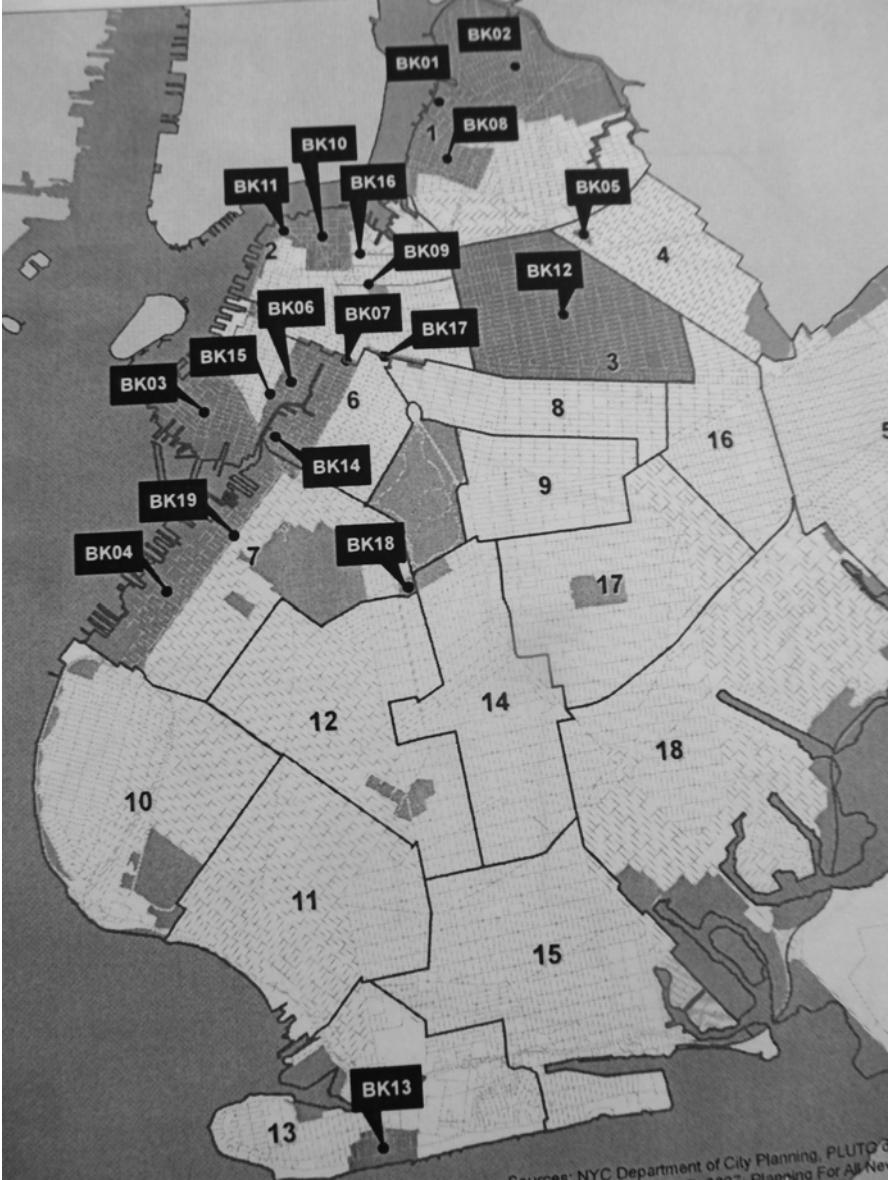 BK02
BK01
1
BK08
BK10
BK11
BK16
BK05
2
BK09
4
BK12
BK06
BK07
BK17
BK15
3
BK03
6
8
16
5
BK14
9
BK19
BK18
7
BK04
17
14
12
18
10
11
15
BK13
13
Sources: NYC Department of City Planning, PLUTO
Planning For All Nev